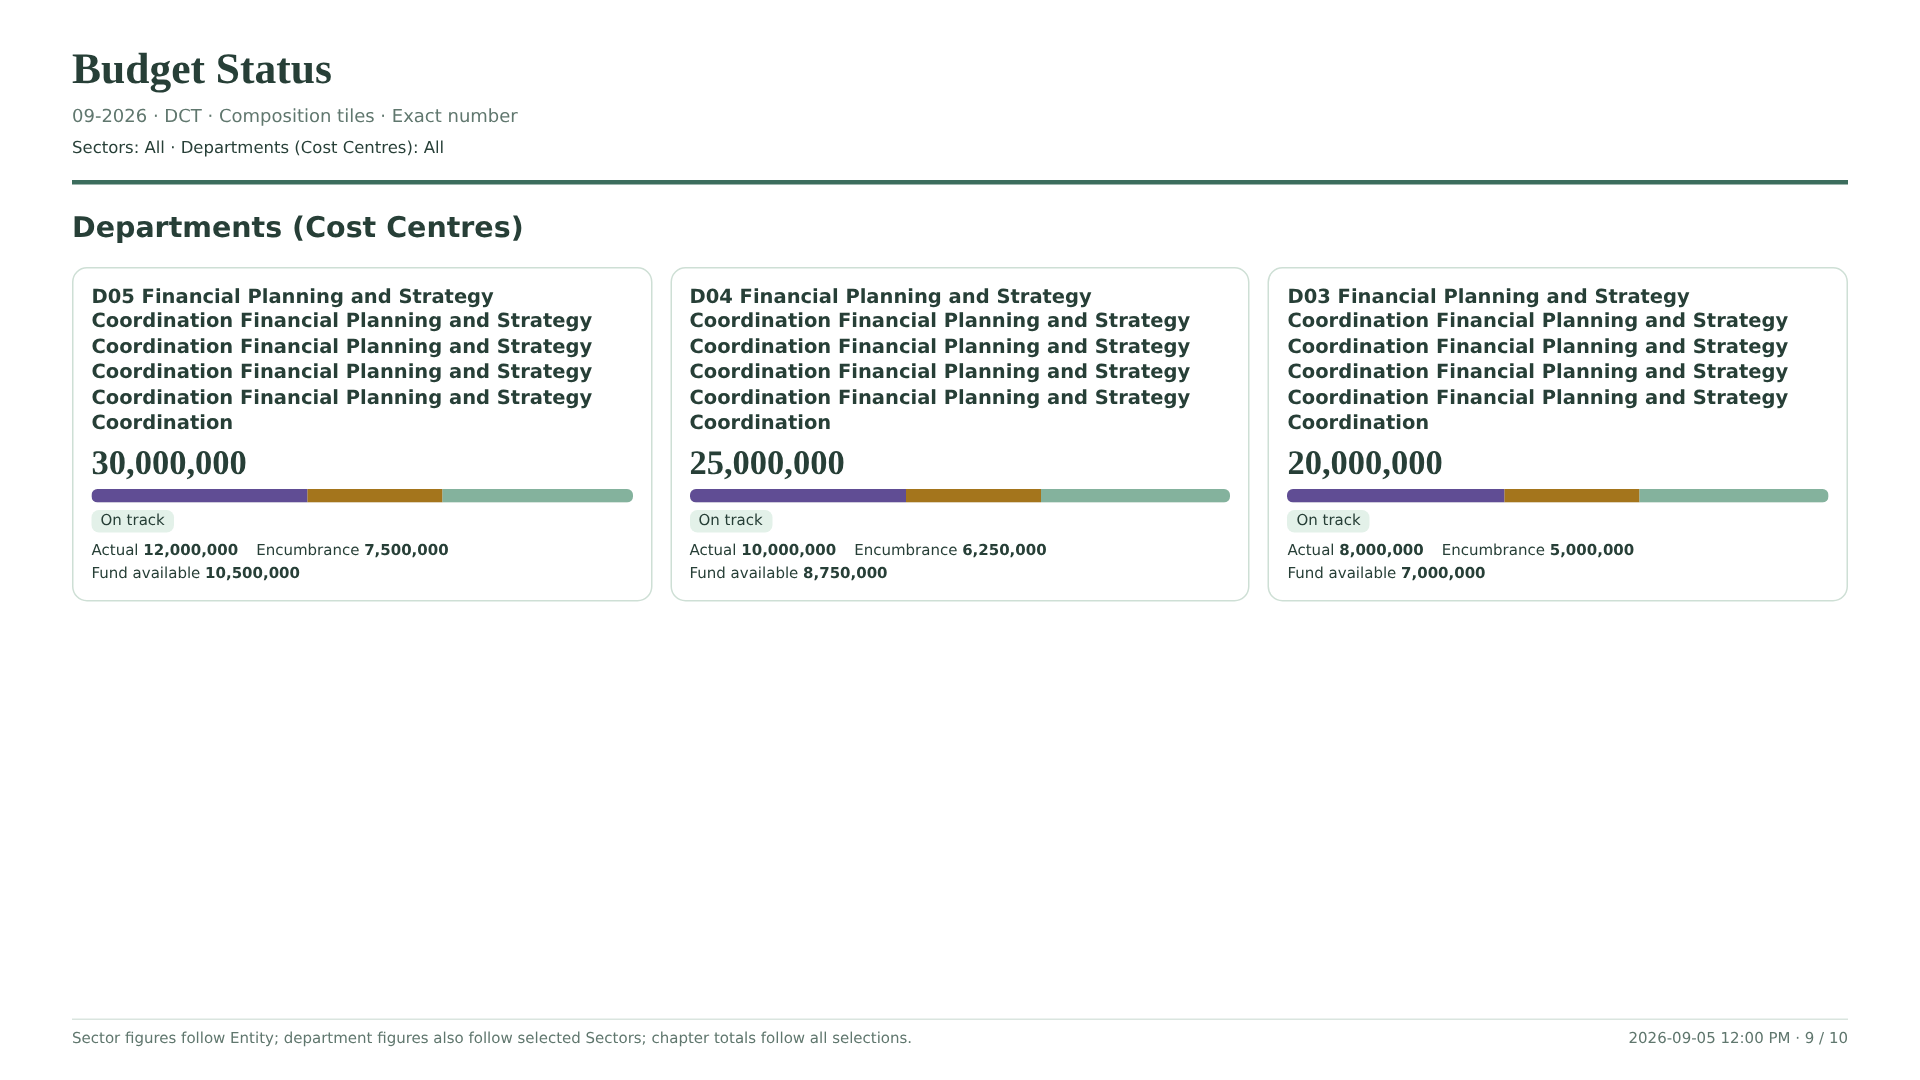 Budget Status
09-2026 · DCT · Composition tiles · Exact number
Sectors: All · Departments (Cost Centres): All
Departments (Cost Centres)
D05 Financial Planning and Strategy
Coordination Financial Planning and Strategy
Coordination Financial Planning and Strategy
Coordination Financial Planning and Strategy
Coordination Financial Planning and Strategy
Coordination
30,000,000
On track
Actual 12,000,000 Encumbrance 7,500,000
Fund available 10,500,000
D04 Financial Planning and Strategy
Coordination Financial Planning and Strategy
Coordination Financial Planning and Strategy
Coordination Financial Planning and Strategy
Coordination Financial Planning and Strategy
Coordination
25,000,000
On track
Actual 10,000,000 Encumbrance 6,250,000
Fund available 8,750,000
D03 Financial Planning and Strategy
Coordination Financial Planning and Strategy
Coordination Financial Planning and Strategy
Coordination Financial Planning and Strategy
Coordination Financial Planning and Strategy
Coordination
20,000,000
On track
Actual 8,000,000 Encumbrance 5,000,000
Fund available 7,000,000
Sector figures follow Entity; department figures also follow selected Sectors; chapter totals follow all selections.
2026-09-05 12:00 PM · 9 / 10